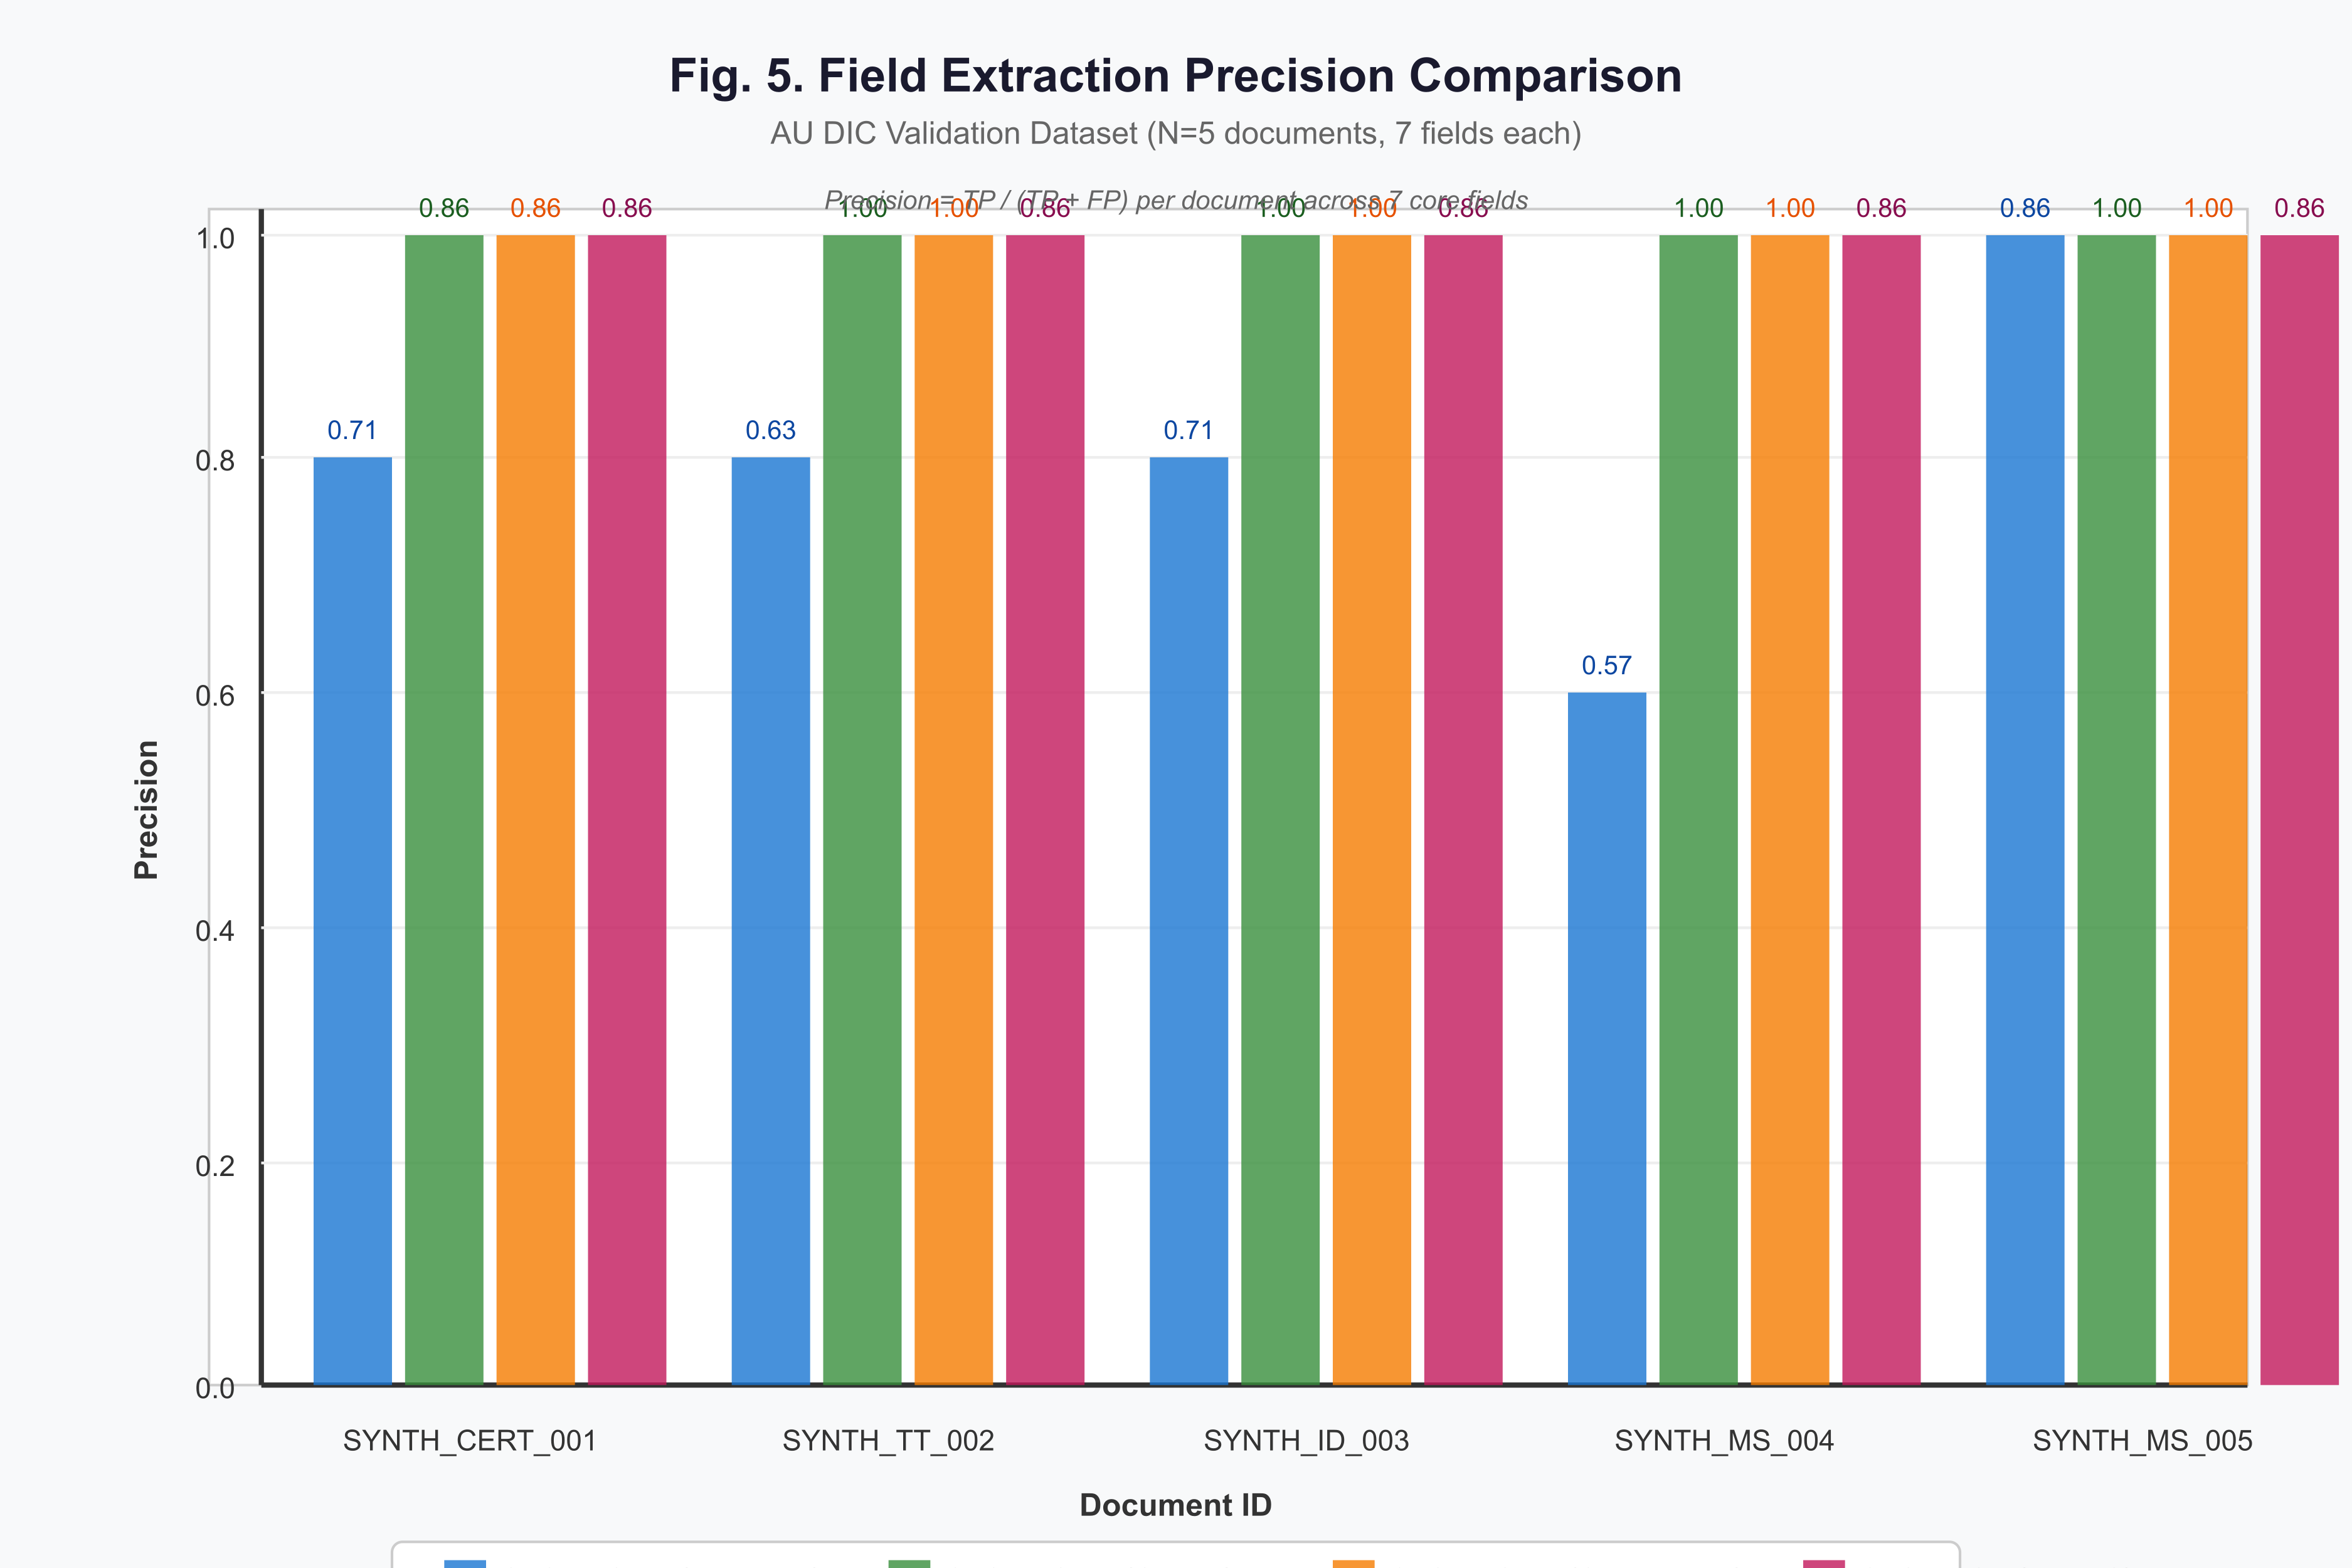 Fig. 5. Field Extraction Precision Comparison
AU DIC Validation Dataset (N=5 documents, 7 fields each)
Precision = TP / (TP + FP) per document across 7 core fields
0.86 0.86 0.86 1.00 1.00 0.86 1.00 1.00 0.86 1.00 1.00 0.86 0.86 1.00 1.00 0.86
1.0
0.71 0.63 0.71
0.8
0.57
0.6
Precision
0.4
0.2
0.0
SYNTH_CERT_001 SYNTH_TT_002 SYNTH_ID_003 SYNTH_MS_004 SYNTH_MS_005
Document ID